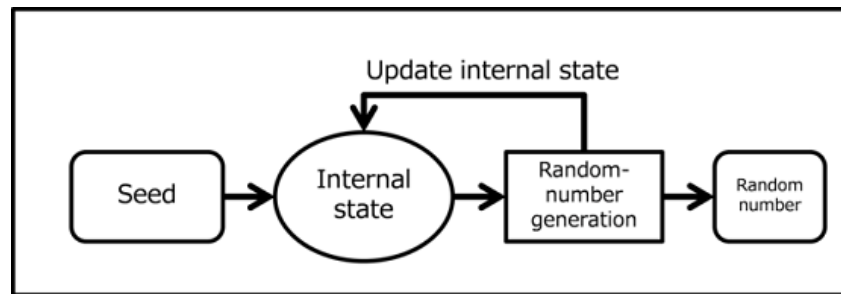 Update internal state
Seed
Internal
state
Random-
number
generation
Random
number